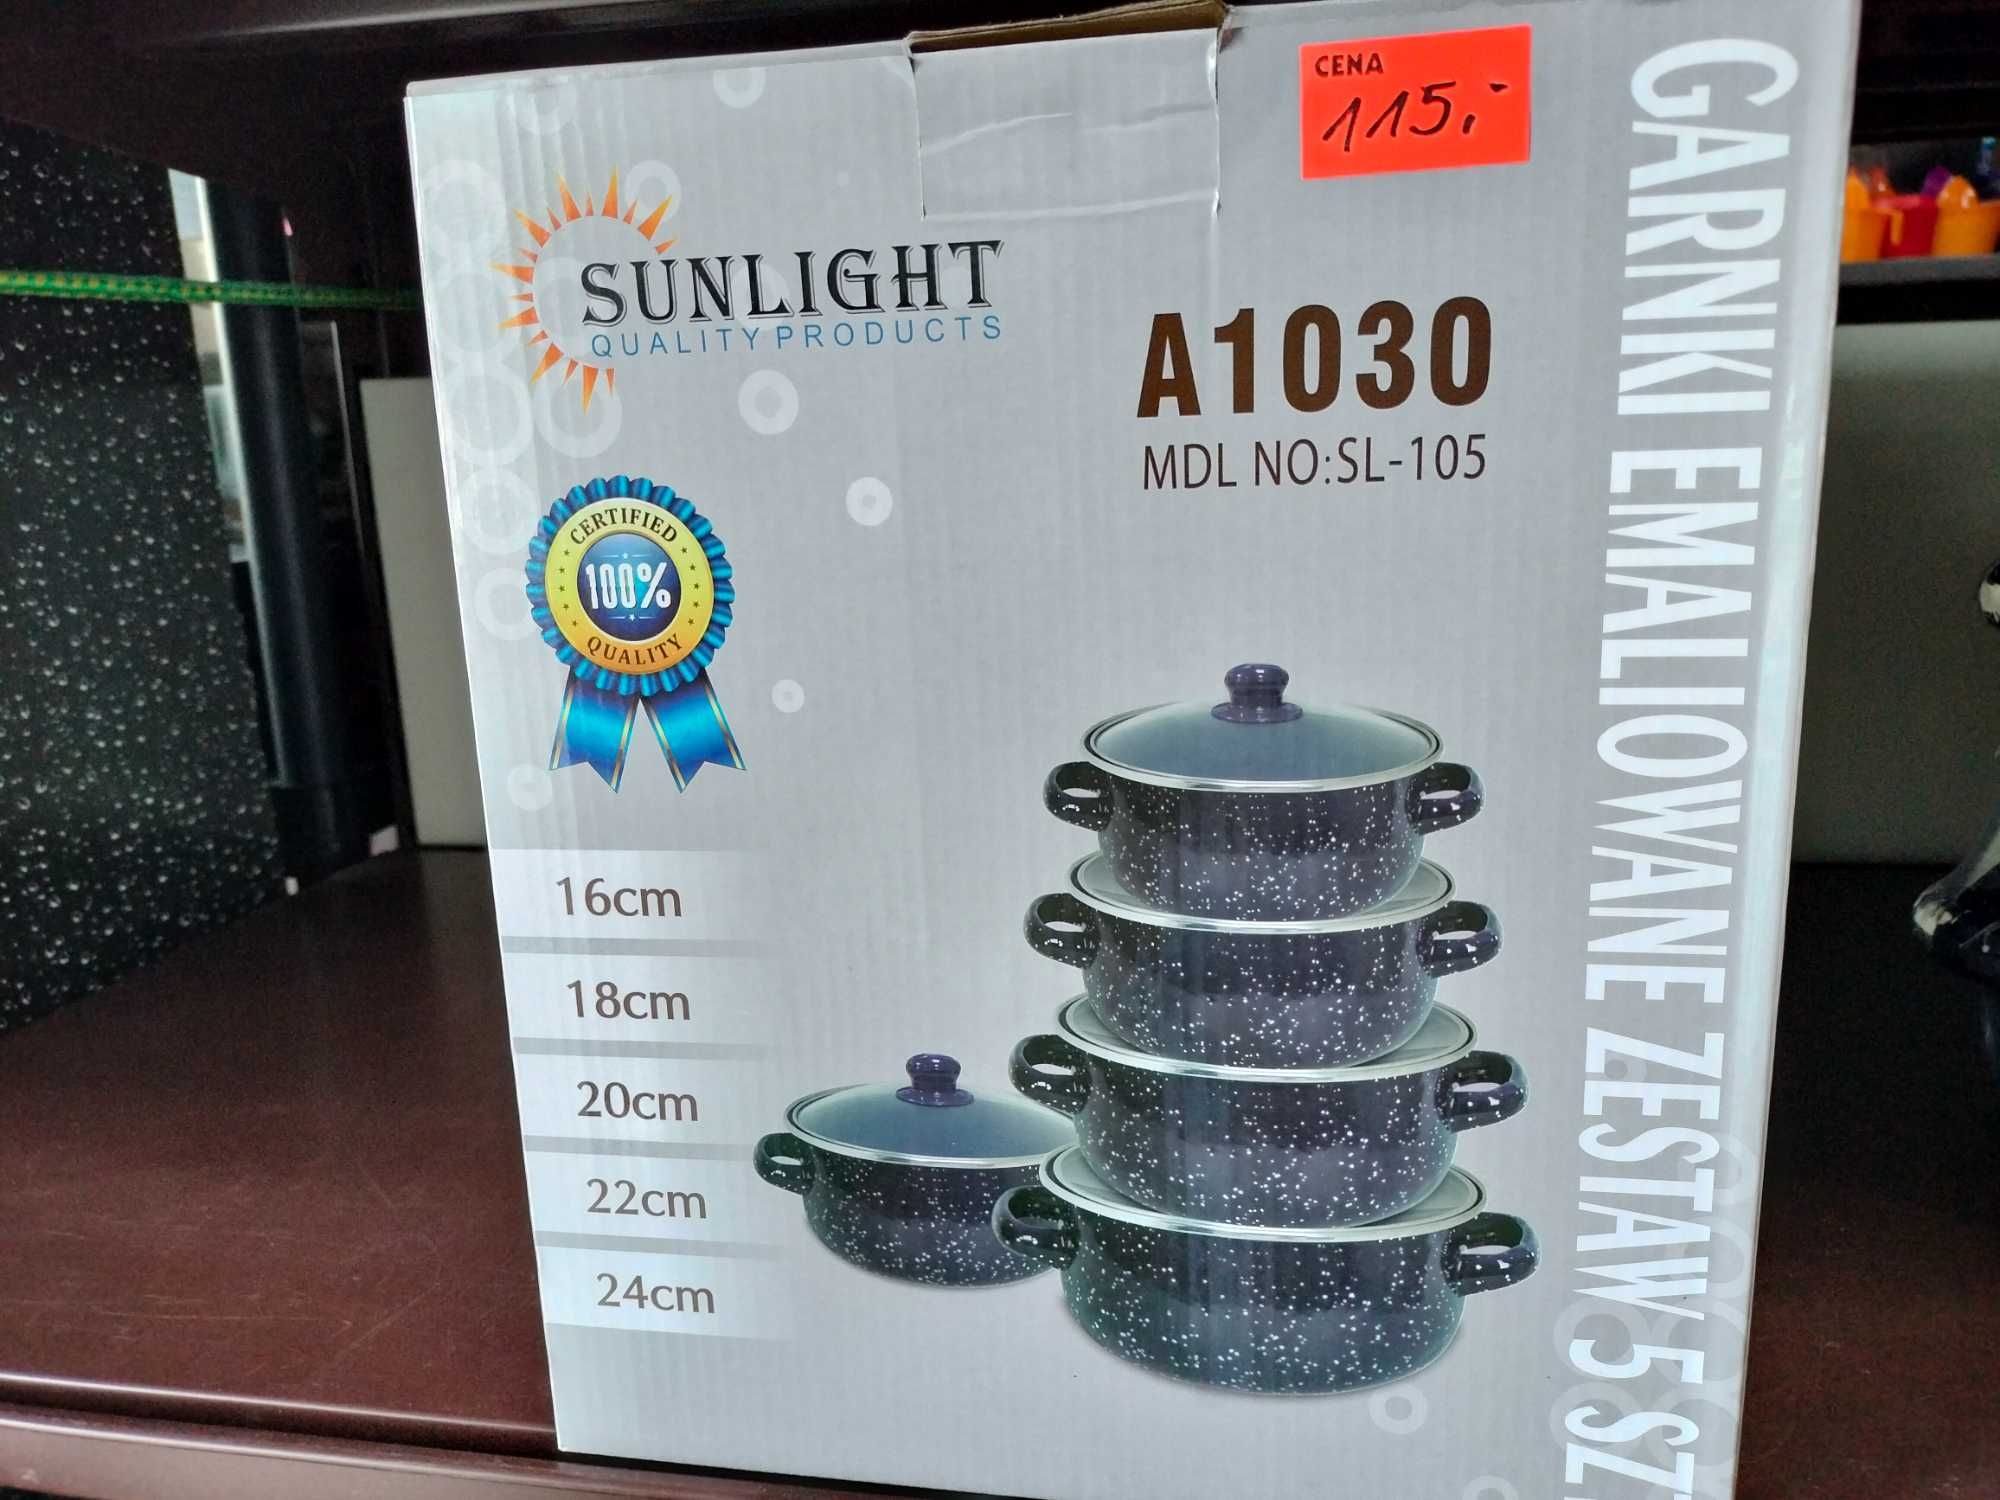 CENA
115,-
SUNLIGHT
QUALITY PRODUCTS
A1030
MDL NO:SL-105
CERTIFIED
100%
QUALITY
16cm
18cm
20cm
22cm
24cm
GARNKI EMALIOWANE ZESTAW 5 SZT